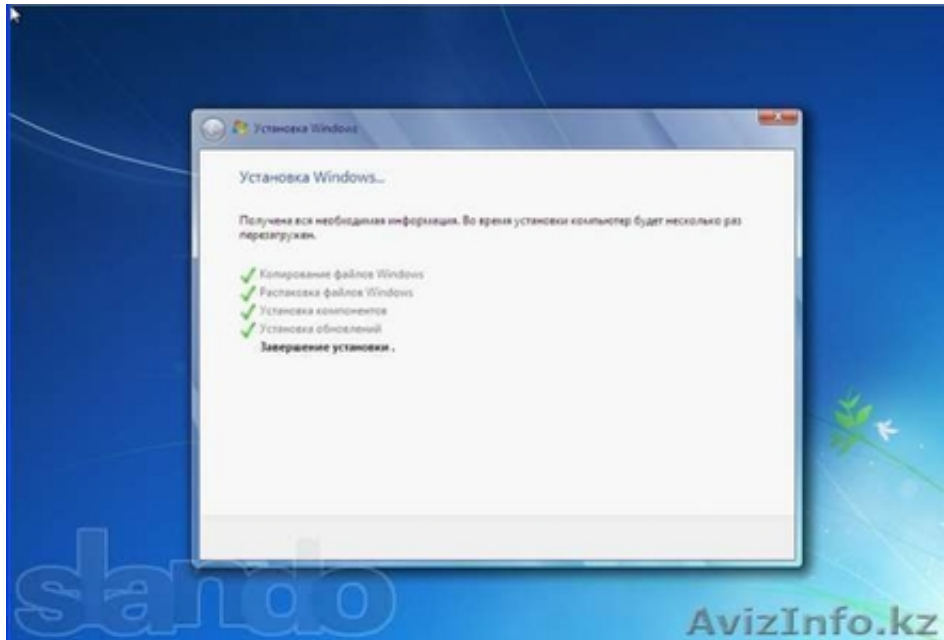 Установка Windows
Установка Windows...
Получена вся необходимая информация. Во время установки компьютер будет несколько раз
перезагружен.
Копирование файлов Windows
Распаковка файлов Windows
Установка компонентов
Установка обновлений
Завершение установки .
slando
AvizInfo.kz